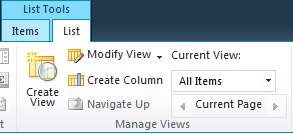 List Tools
Items List
Modify View Current View:
Create View
Create Column All Items
Navigate Up Current Page
Manage Views